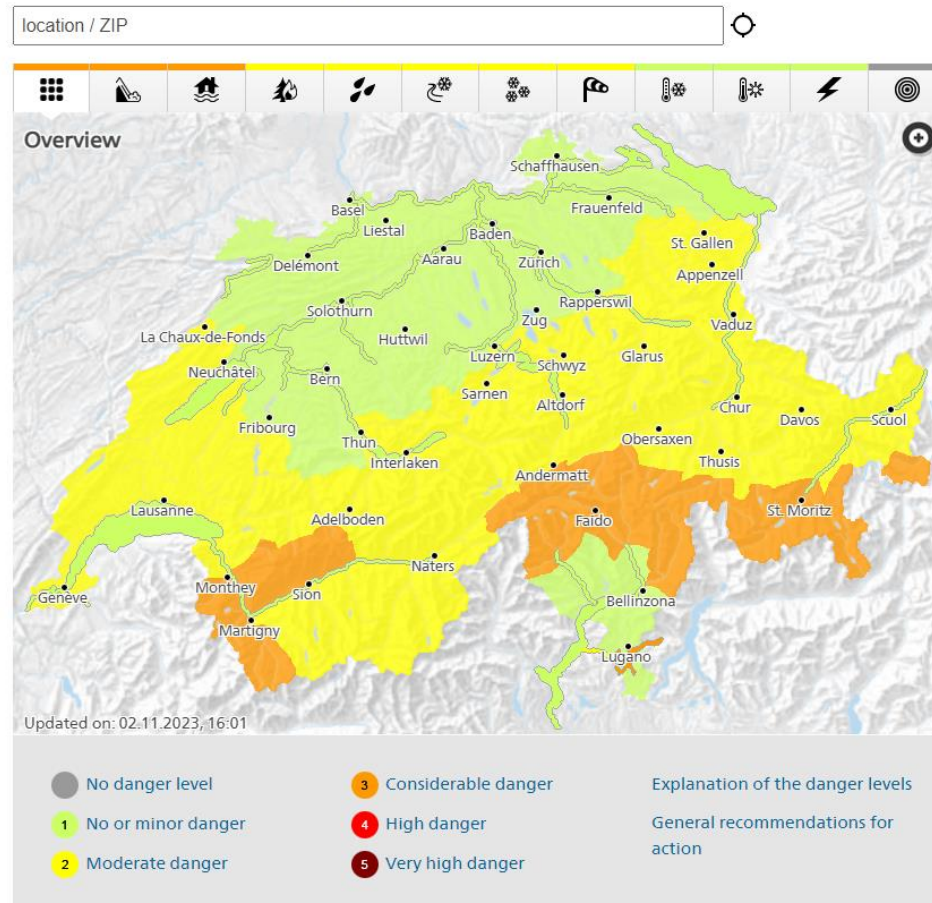 location / ZIP
Overview
Schaffhausen
Basel
Frauenfeld
Liestal
Baden
St. Gallen
Delémont
Aarau
Zürich
Appenzell
Solothurn
Rapperswil
Zug
Vaduz
La Chaux-de-Fonds
Huttwil
Luzern
Schwyz
Glarus
Neuchâtel
Bern
Sarnen
Altdorf
Chur
Davos
Scuol
Fribourg
Thun
Obersaxen
Interlaken
Thusis
Andermatt
Lausanne
Adelboden
Faido
St. Moritz
Naters
Monthey
Sion
Genève
Bellinzona
Martigny
Lugano
Updated on: 02.11.2023, 16:01
No danger level
3 Considerable danger
Explanation of the danger levels
1 No or minor danger
4 High danger
General recommendations for
action
2 Moderate danger
5 Very high danger